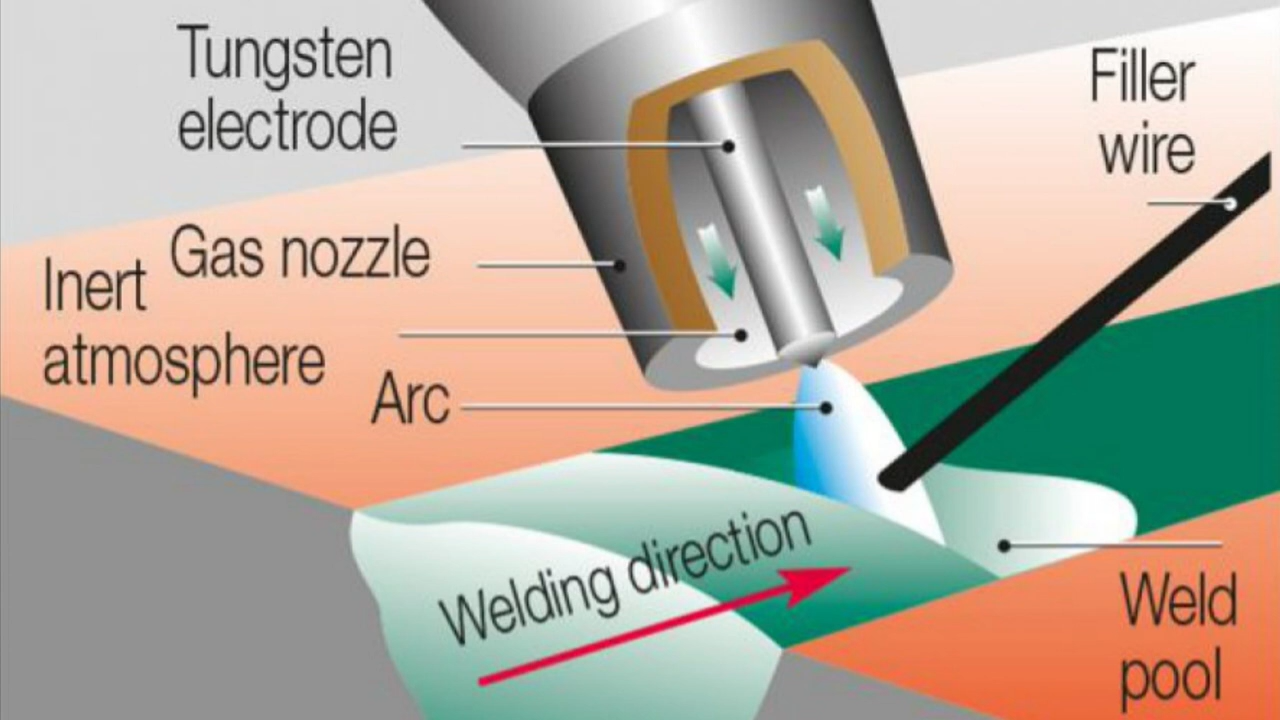 Tungsten
electrode
Filler
wire
Gas nozzle
Inert
atmosphere
Arc
Welding direction
Weld
pool